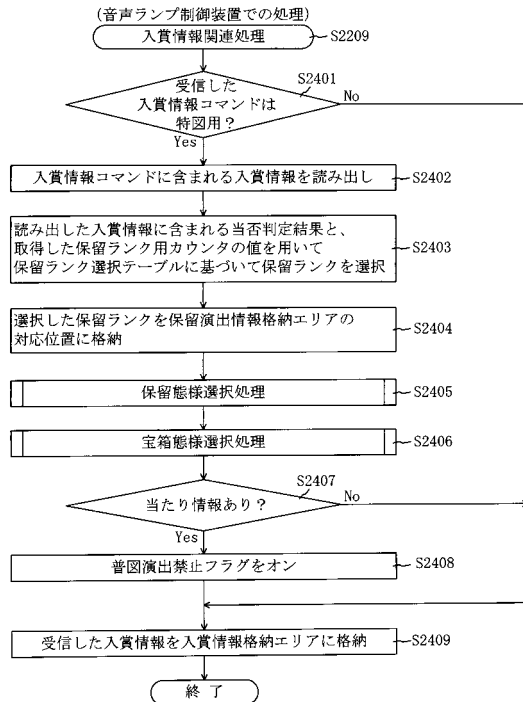 (音声ランプ制御装置での処理)
入賞情報関連処理
S2209
S2401
受信した
入賞情報コマンドは
特図用？
No
Yes
入賞情報コマンドに含まれる入賞情報を読み出し
S2402
読み出した入賞情報に含まれる当否判定結果と、
取得した保留ランク用カウンタの値を用いて
保留ランク選択テーブルに基づいて保留ランクを選択
S2403
選択した保留ランクを保留演出情報格納エリアの
対応位置に格納
S2404
保留態様選択処理
S2405
宝箱態様選択処理
S2406
S2407
当たり情報あり？
No
Yes
普図演出禁止フラグをオン
S2408
受信した入賞情報を入賞情報格納エリアに格納
S2409
終了